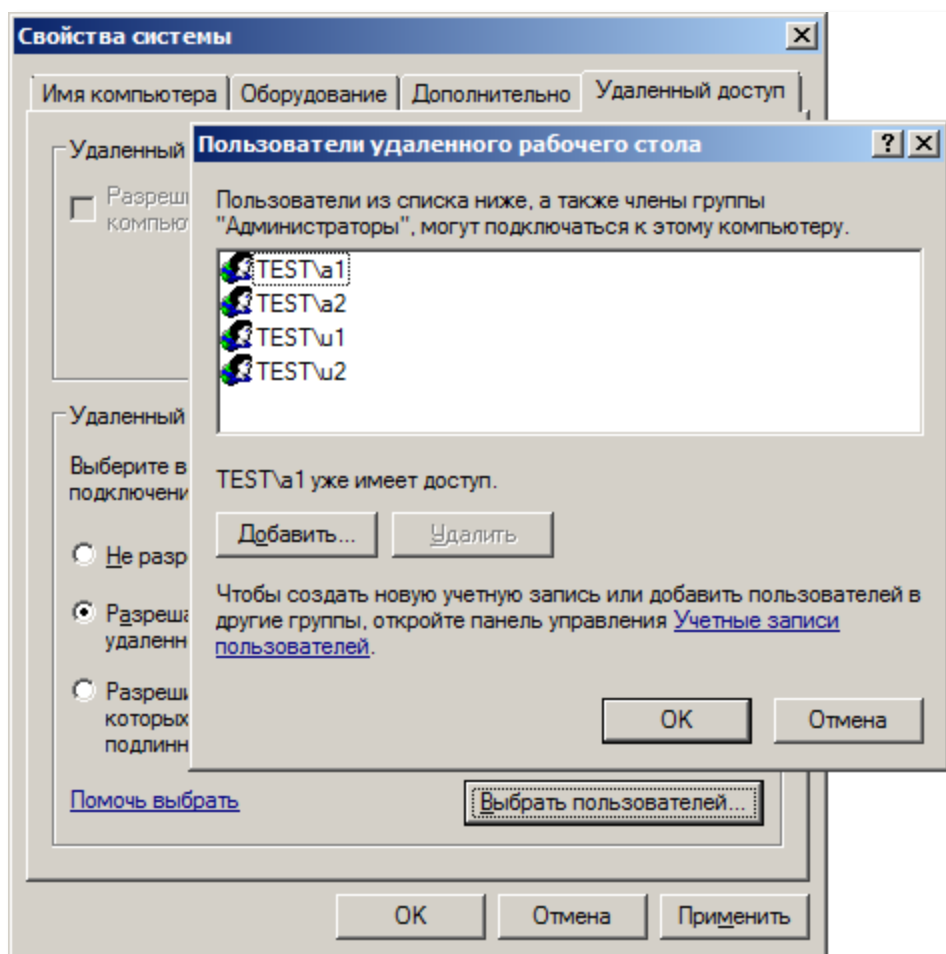 Свойства системы
Имя компьютера
Оборудование
Дополнительно
Удаленный доступ
Удаленный
Пользователи удаленного рабочего стола
Пользователи из списка ниже, а также члены группы
"Администраторы", могут подключаться к этому компьютеру.
TEST\a1
TEST\a2
TEST\u1
TEST\u2
TEST\a1 уже имеет доступ.
Добавить...
Удалить
Чтобы создать новую учетную запись или добавить пользователей в
другие группы, откройте панель управления Учетные записи
пользователей.
OK
Отмена
Разреши
компьют
Удаленный
Выберите в
подключени
Не разр
Разреша
удаленн
Разреши
которых
подлинн
Помочь выбрать
Выбрать пользователей...
OK
Отмена
Применить